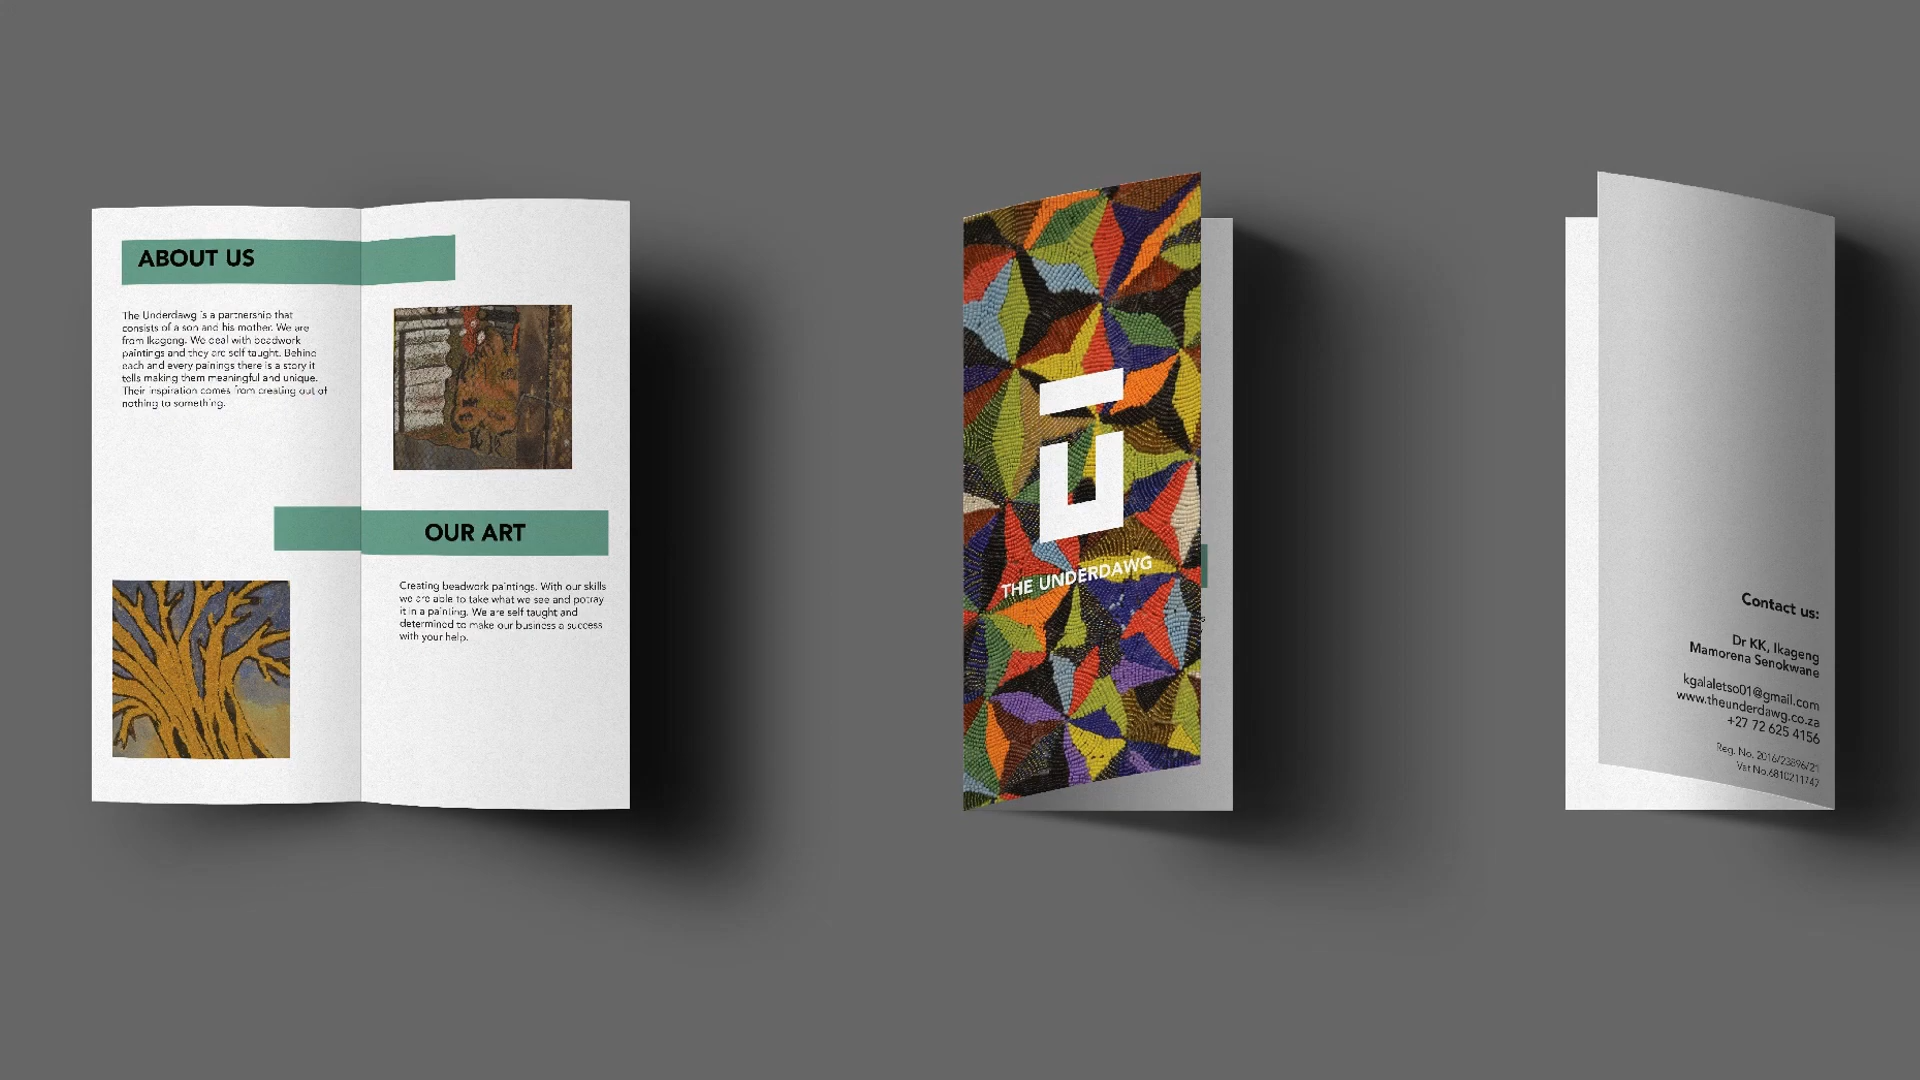 ABOUT US
The Underdawg is a partnership that
consists of a son and his mother. We are
from Ikageng. We deal with beadwork
paintings and they are self taught. Behind
each and every painings there is a story it
tells making them meaningful and unique.
Their inspiration comes from creating out of
nothing to something.
OUR ART
Creating beadwork paintings. With our skills
we are able to take what we see and potray
it in a painting. We are self taught and
determined to make our business a success
with your help.
THE UNDERDAWG
Contact us:
Dr KK, Ikageng
Mamorena Senokwane
kgalaletso01@gmail.com
www.theunderdawg.co.za
+27 72 625 4156
Reg. No. 2016/23896/21
Vat No.6810211742